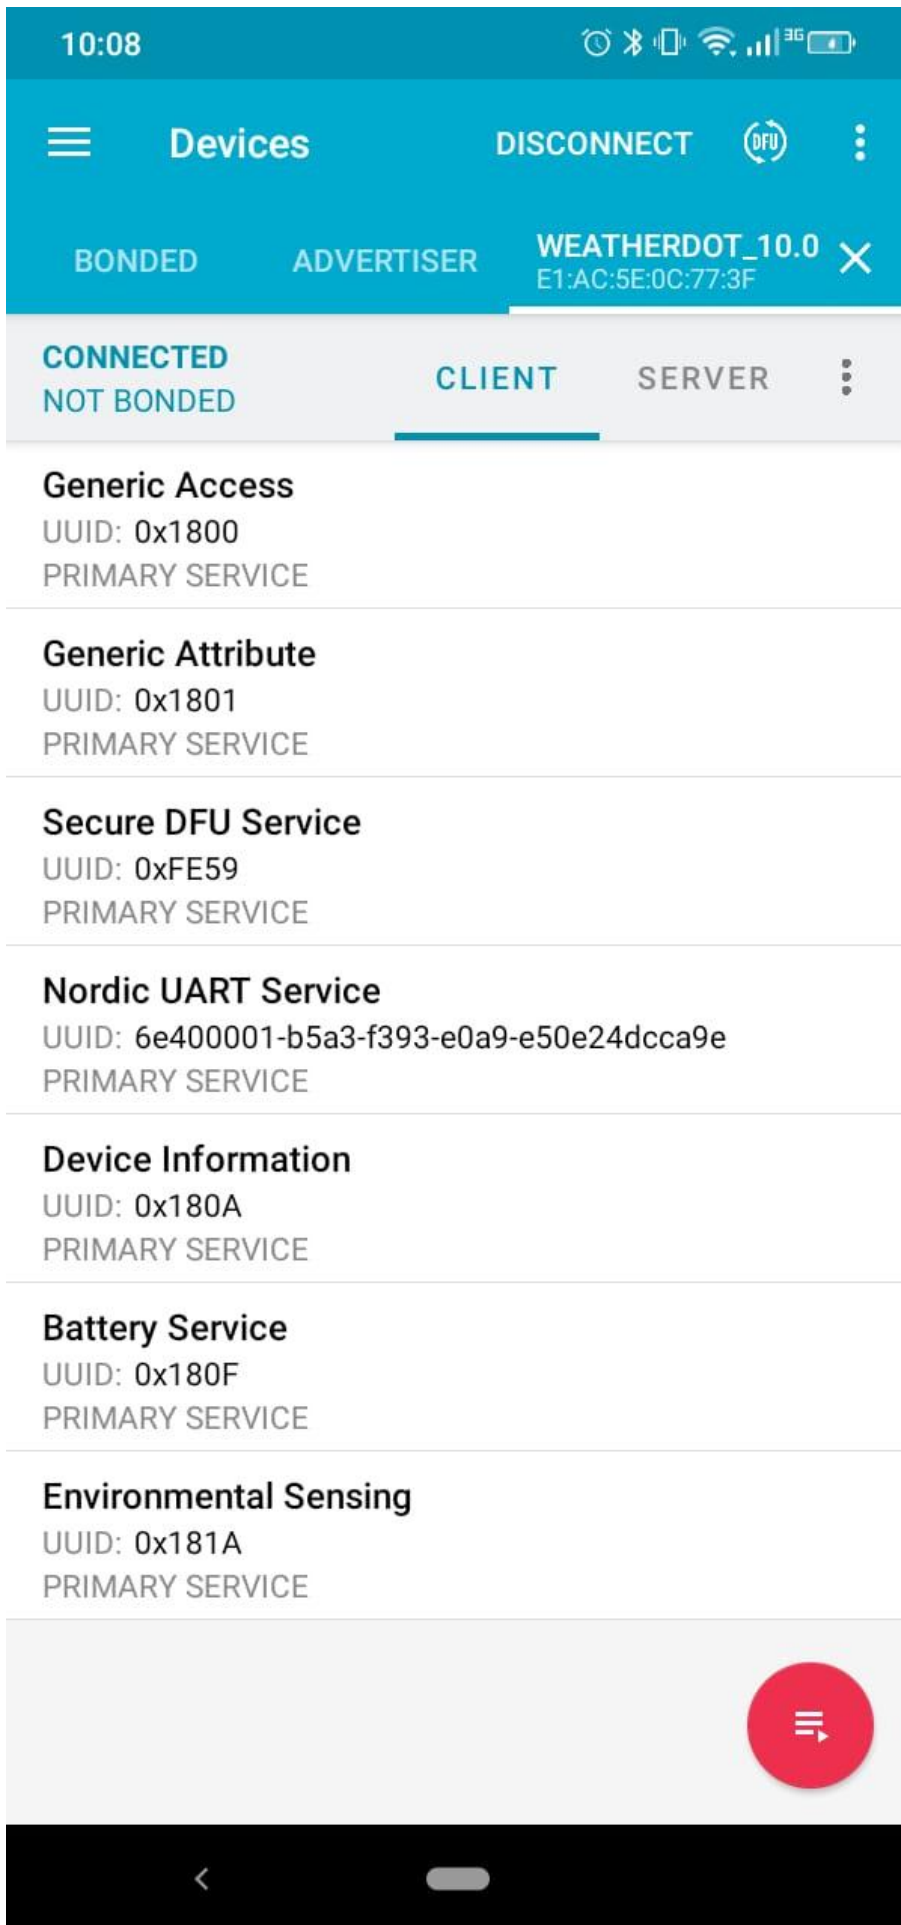 10:08
3G
Devices
DISCONNECT
DFU
BONDED
ADVERTISER
WEATHERDOT_10.0
E1:AC:5E:0C:77:3F
CONNECTED
NOT BONDED
CLIENT
SERVER
Generic Access
UUID: 0x1800
PRIMARY SERVICE
Generic Attribute
UUID: 0x1801
PRIMARY SERVICE
Secure DFU Service
UUID: 0xFE59
PRIMARY SERVICE
Nordic UART Service
UUID: 6e400001-b5a3-f393-e0a9-e50e24dcca9e
PRIMARY SERVICE
Device Information
UUID: 0x180A
PRIMARY SERVICE
Battery Service
UUID: 0x180F
PRIMARY SERVICE
Environmental Sensing
UUID: 0x181A
PRIMARY SERVICE